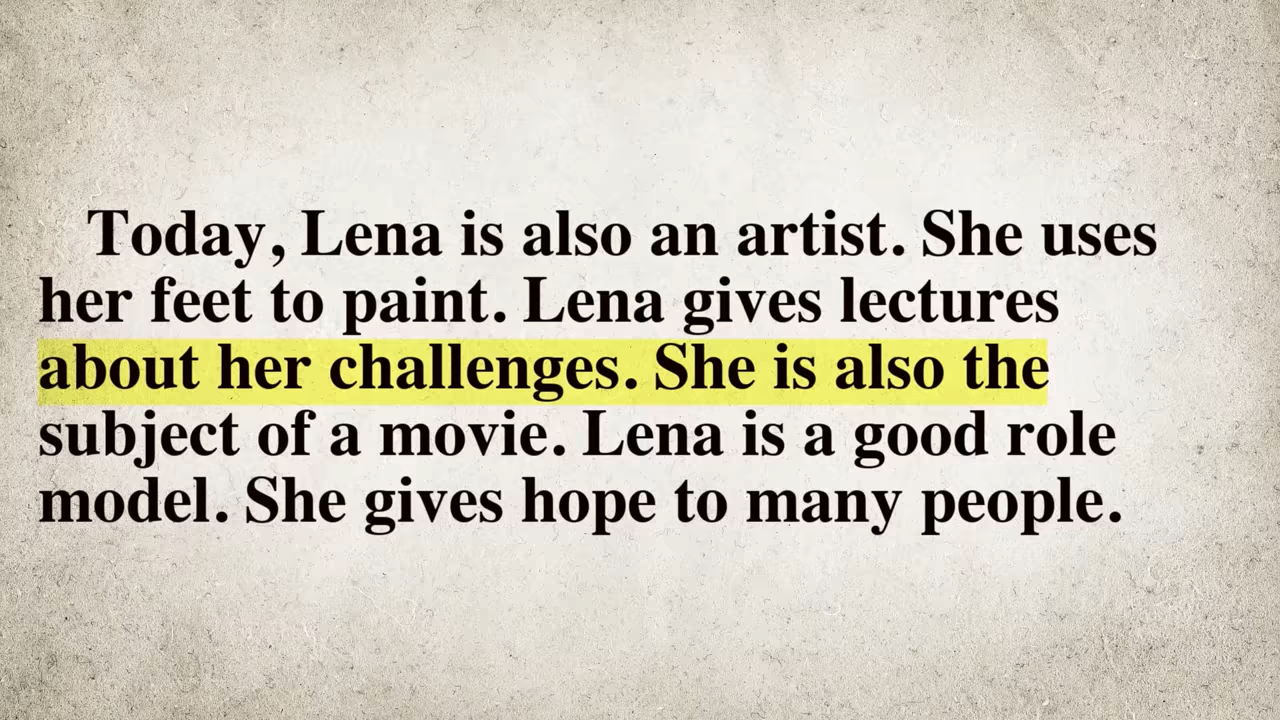 Today, Lena is also an artist. She uses
her feet to paint. Lena gives lectures
about her challenges. She is also the
subject of a movie. Lena is a good role
model. She gives hope to many people.